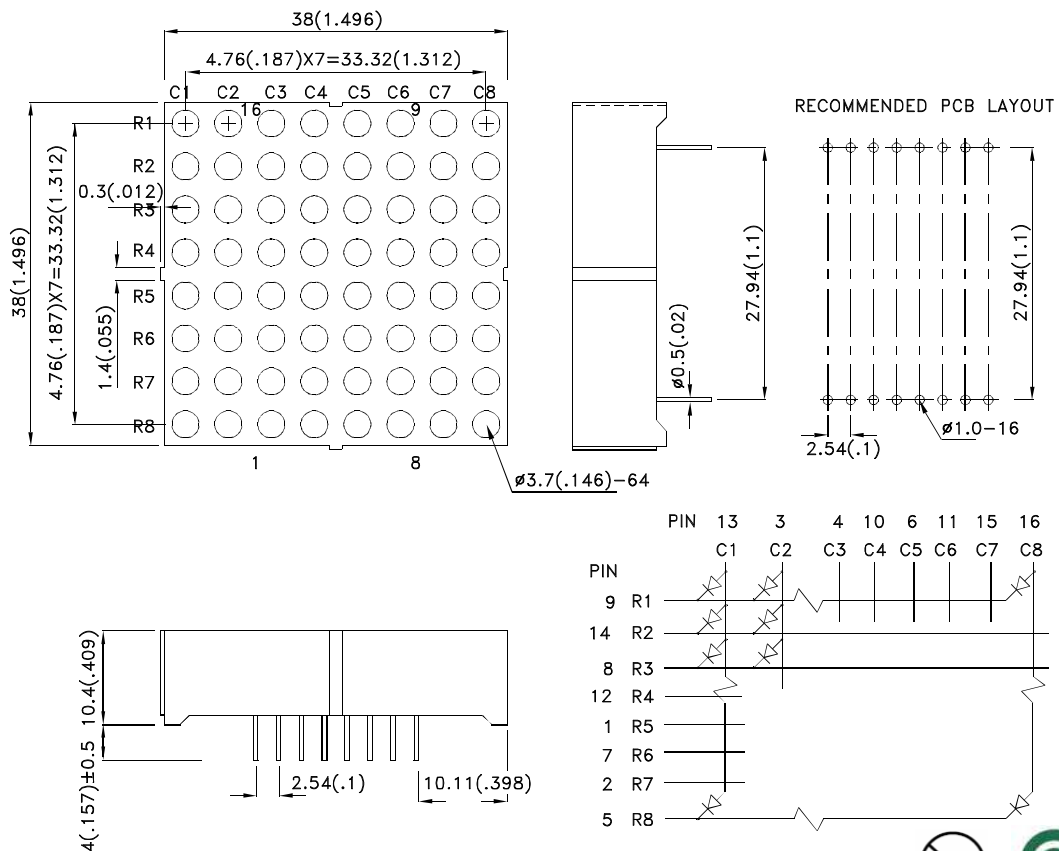 38(1.496)
4.76(.187)X7=33.32(1.312)
C1 C2 C3 C4 C5 C6 C7 C8
16 9
R1
R2
R3
R4
R5
R6
R7
R8
0.3(.012)
38(1.496)
4.76(.187)X7=33.32(1.312)
1.4(.055)
1 8
ø3.7(.146)-64
ø0.5(.02)
27.94(1.1)
RECOMMENDED PCB LAYOUT
27.94(1.1)
2.54(.1)
ø1.0-16
10.4(.409)
4(.157)±0.5
2.54(.1)
10.11(.398)
PIN 13 3 4 10 6 11 15 16
C1 C2 C3 C4 C5 C6 C7 C8
PIN
9 R1
14 R2
8 R3
12 R4
1 R5
7 R6
2 R7
5 R8